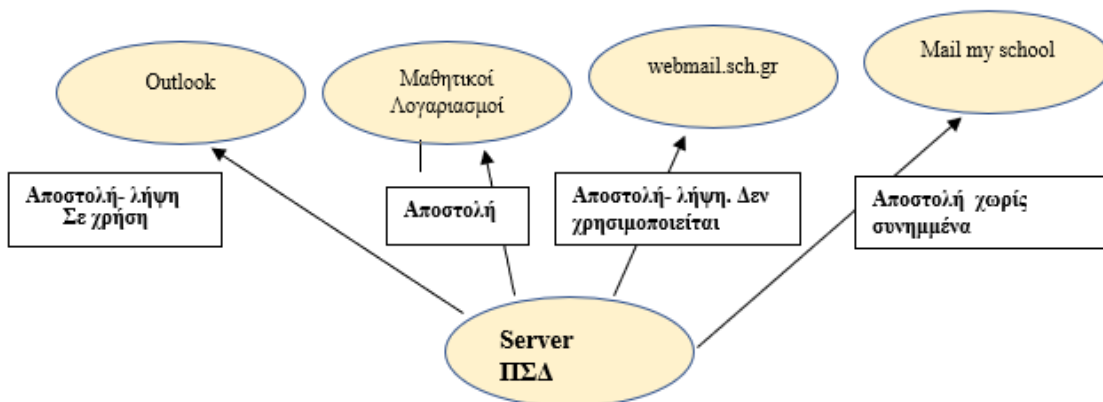 Outlook
Μαθητικοί
Λογαριασμοί
webmail.sch.gr
Mail my school
Αποστολή- λήψη
Σε χρήση
Αποστολή
Αποστολή- λήψη. Δεν
χρησιμοποιείται
Αποστολή χωρίς
συνημμένα
Server
ΠΣΔ